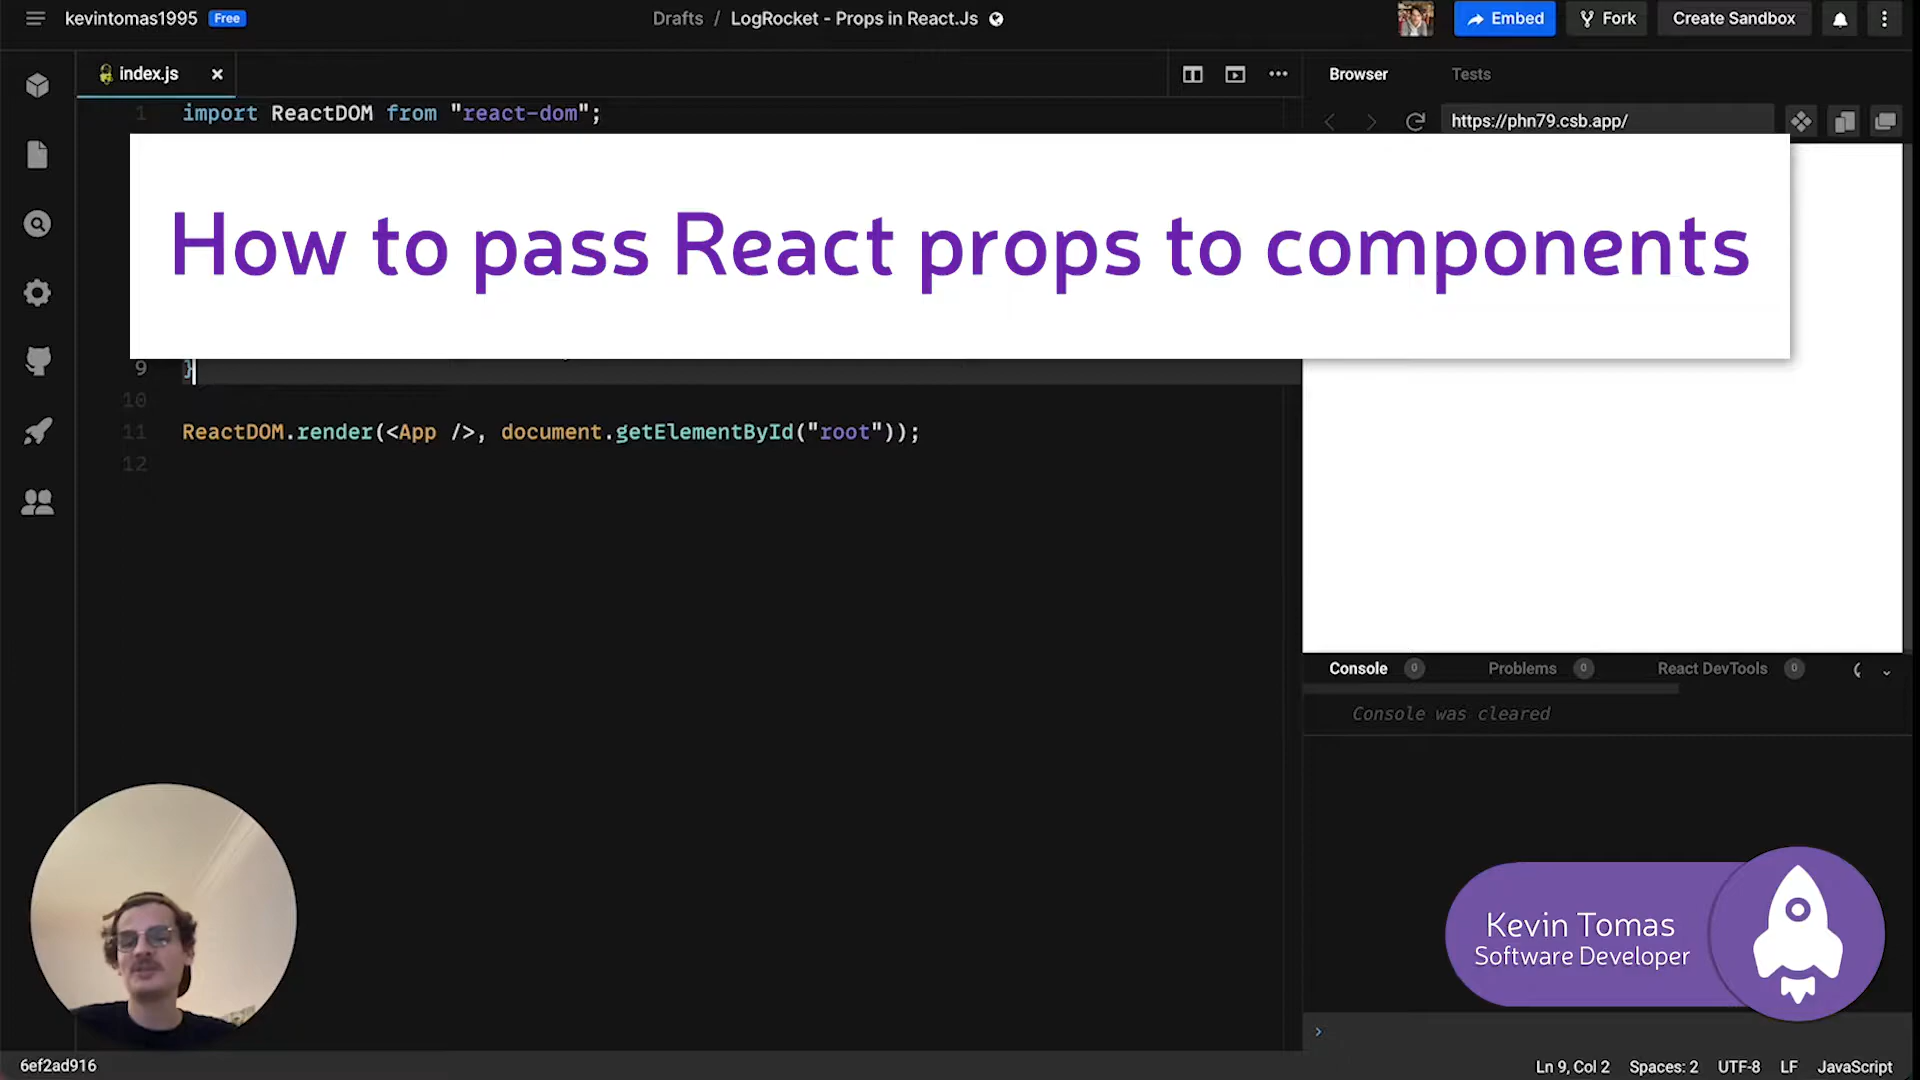 kevintomas1995 Free
Drafts / LogRocket - Props in React.Js
Embed
Fork
Create Sandbox
index.js
Browser
Tests
https://phn79.csb.app/
1 import ReactDOM from "react-dom";
How to pass React props to components
9 }
10
11 ReactDOM.render(<App />, document.getElementById("root"));
12
Console 0
Problems 0
React DevTools 0
Console was cleared
Kevin Tomas
Software Developer
6ef2ad916
Ln 9, Col 2
Spaces: 2
UTF-8
LF
JavaScript